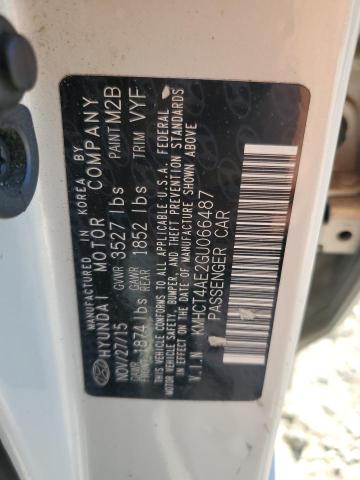 MANUFACTURED IN KOREA BY
HYUNDAI MOTOR COMPANY
NOV/27/15 GVWR 3527 lbs PAINT M2B
GAWR FRONT 1874 lbs GAWR REAR 1852 lbs TRIM VYF
THIS VEHICLE CONFORMS TO ALL APPLICABLE U.S.A. FEDERAL
MOTOR VEHICLE SAFETY, BUMPER, AND THEFT PREVENTION STANDARDS
IN EFFECT ON THE DATE OF MANUFACTURE SHOWN ABOVE.
V.I.N KMHCT4AE2GU066487
PASSENGER CAR